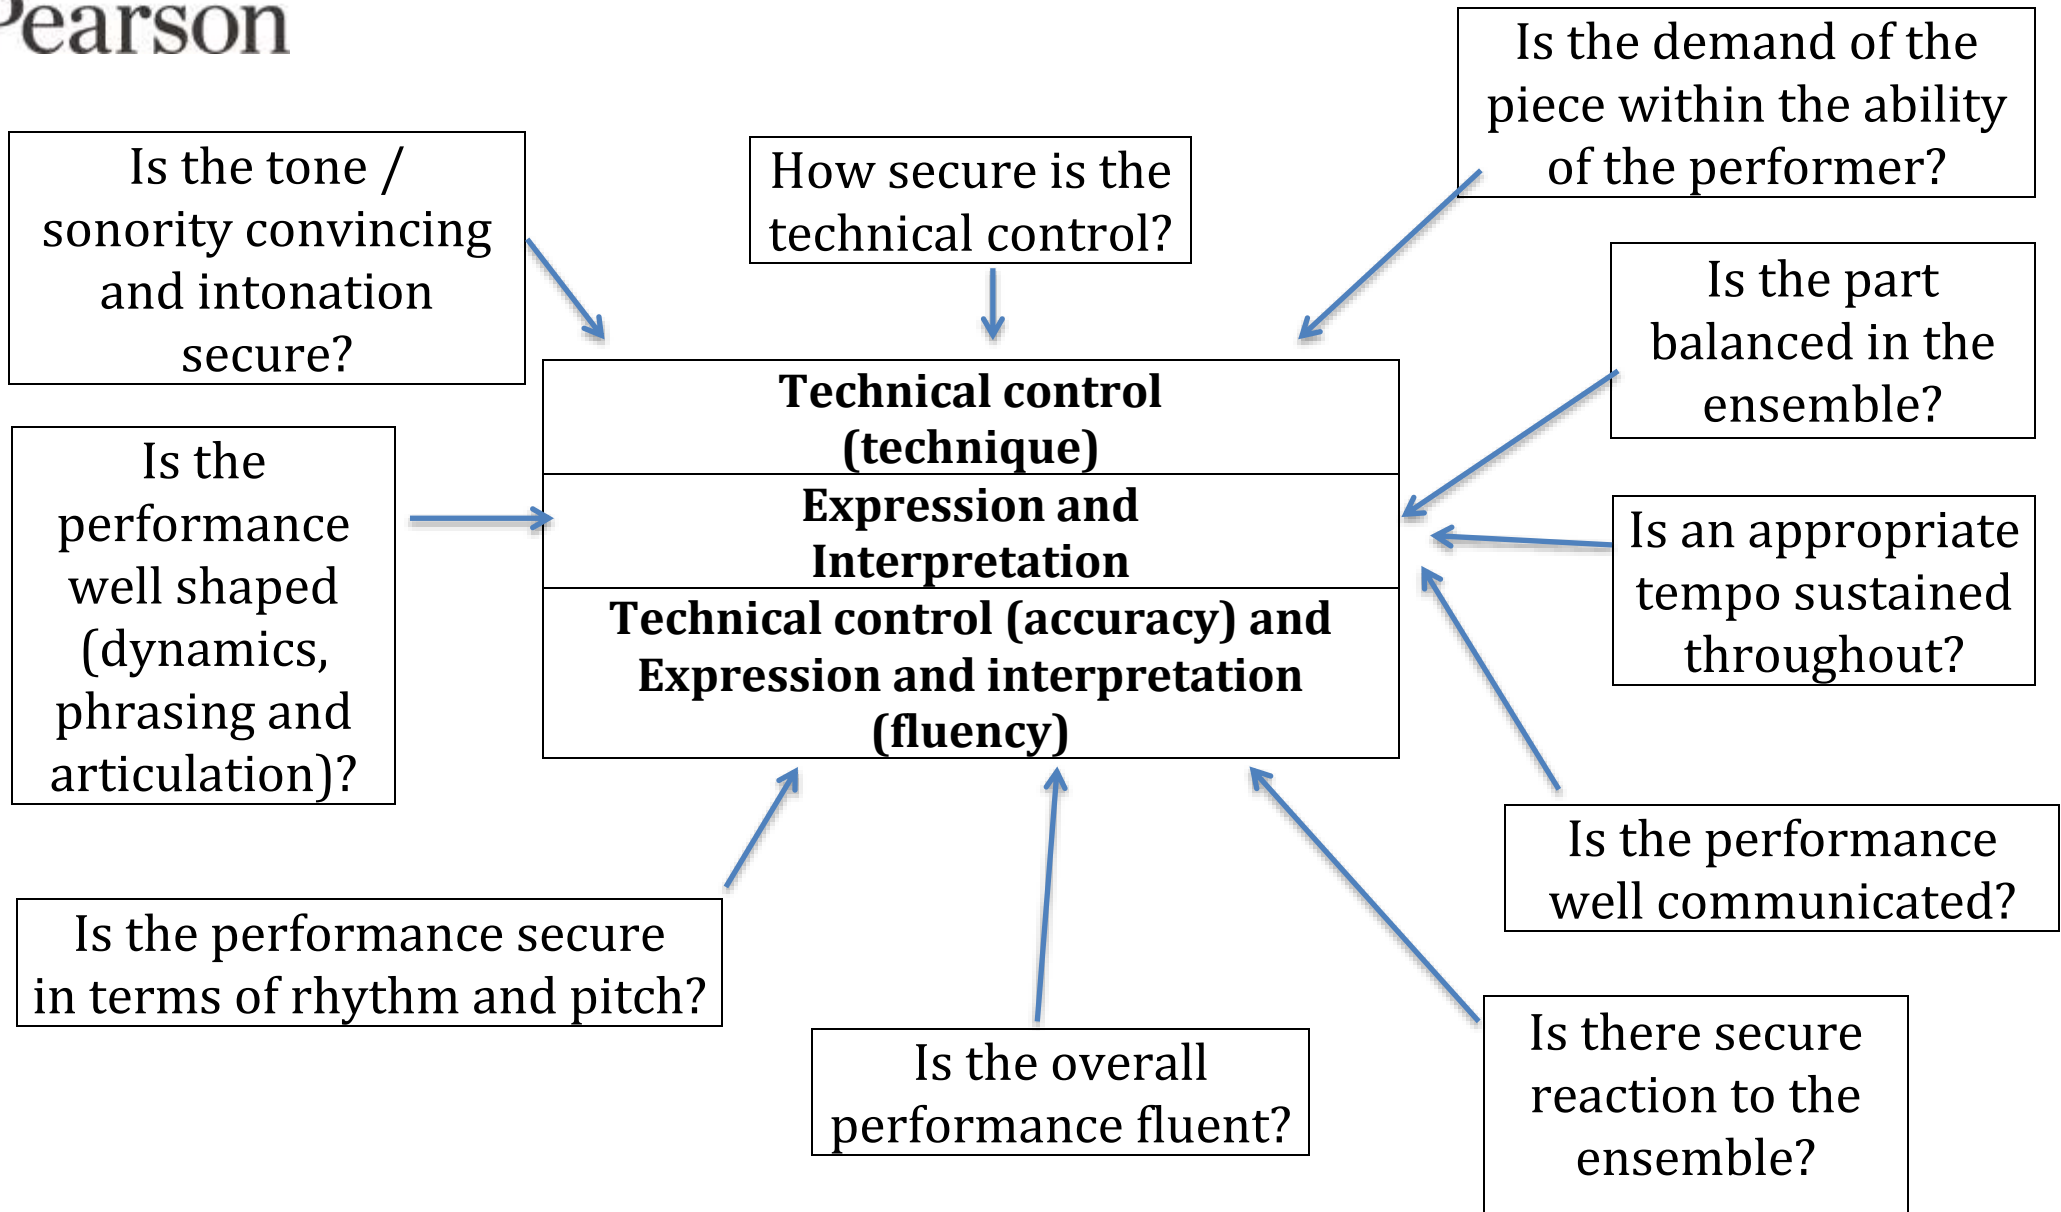 Pearson
Is the demand of the
piece within the ability
of the performer?
Is the tone /
sonority convincing
and intonation
secure?
How secure is the
technical control?
Is the part
balanced in the
ensemble?
Technical control
(technique)
Expression and
Interpretation
Technical control (accuracy) and
Expression and interpretation
(fluency)
Is the
performance
well shaped
(dynamics,
phrasing and
articulation)?
Is an appropriate
tempo sustained
throughout?
Is the performance
well communicated?
Is the performance secure
in terms of rhythm and pitch?
Is the overall
performance fluent?
Is there secure
reaction to the
ensemble?